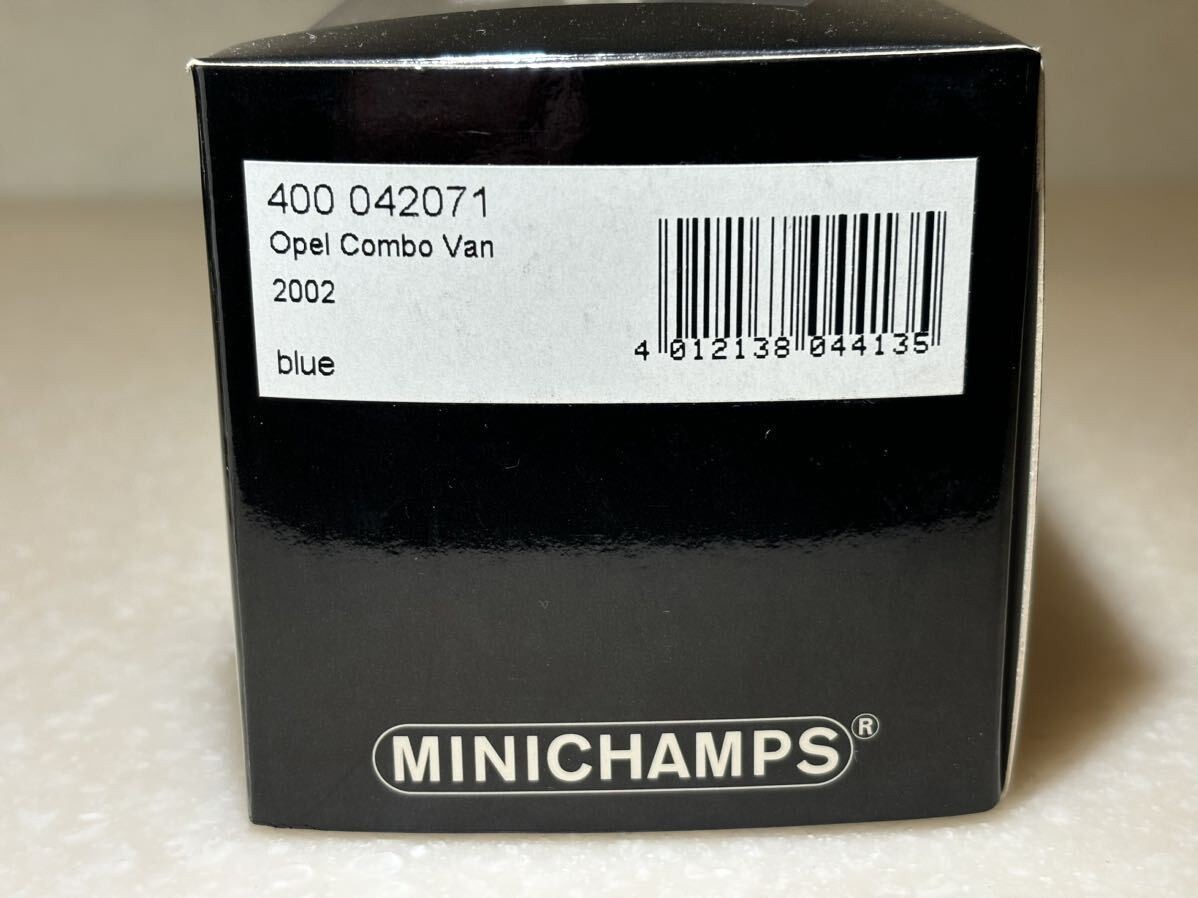 400 042071
Opel Combo Van
2002
blue
4 012138 044135
MINICHAMPS®